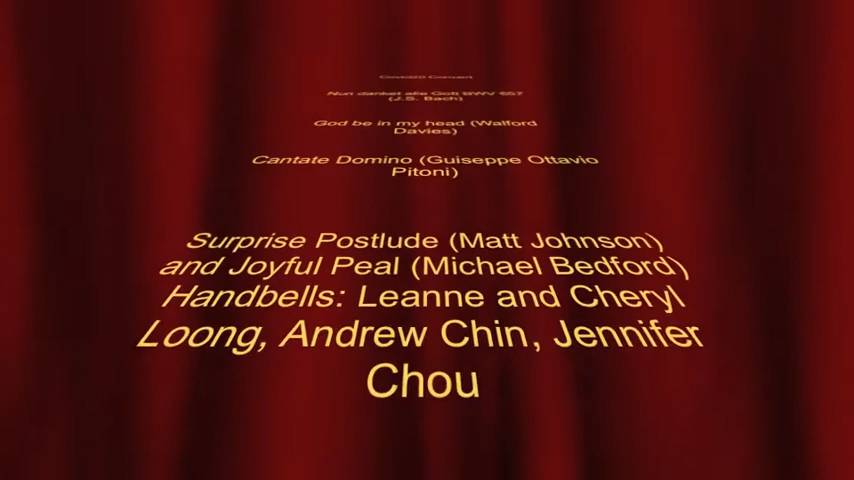 Concert
Nun danket alle Gott BWV 657
(J.S. Bach)
God be in my head (Walford
Davies)
Cantate Domino (Guiseppe Ottavio
Pitoni)
Surprise Postlude (Matt Johnson)
and Joyful Peal (Michael Bedford)
Handbells: Leanne and Cheryl
Loong, Andrew Chin, Jennifer
Chou